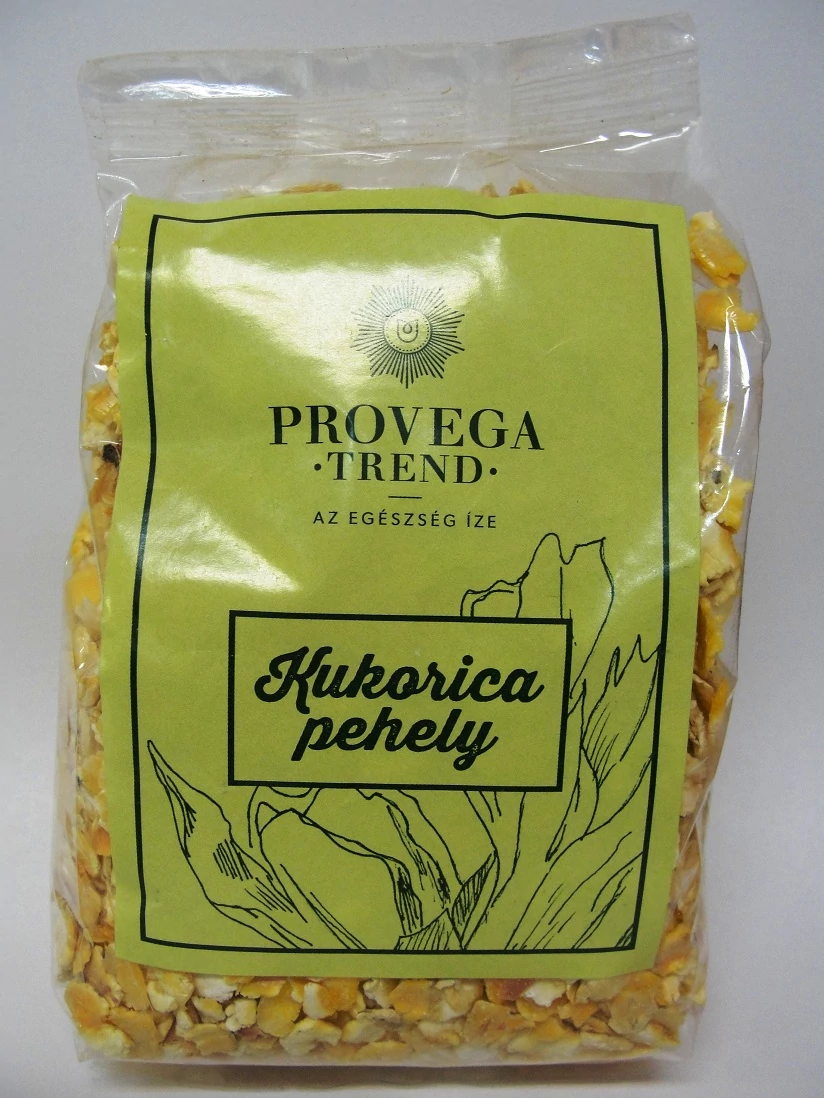 PROVEGA
·TREND·
AZ EGÉSZSÉG ÍZE
Kukorica
pehely